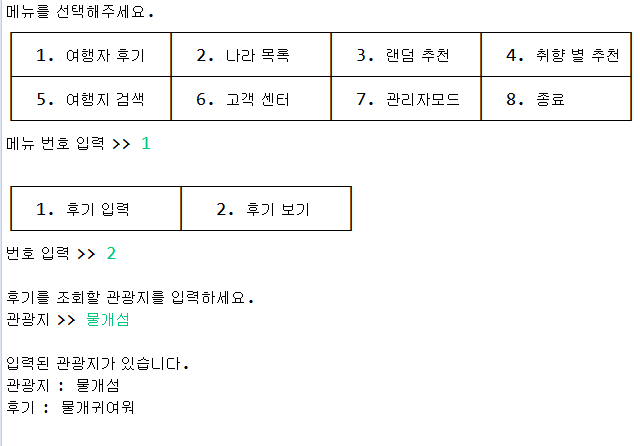 메뉴를 선택해주세요.
1. 여행자 후기 2. 나라 목록 3. 랜덤 추천 4. 취향 별 추천
5. 여행지 검색 6. 고객 센터 7. 관리자모드 8. 종료
메뉴 번호 입력 >> 1
1. 후기 입력 2. 후기 보기
번호 입력 >> 2
후기를 조회할 관광지를 입력하세요.
관광지 >> 물개섬
입력된 관광지가 있습니다.
관광지 : 물개섬
후기 : 물개귀여워